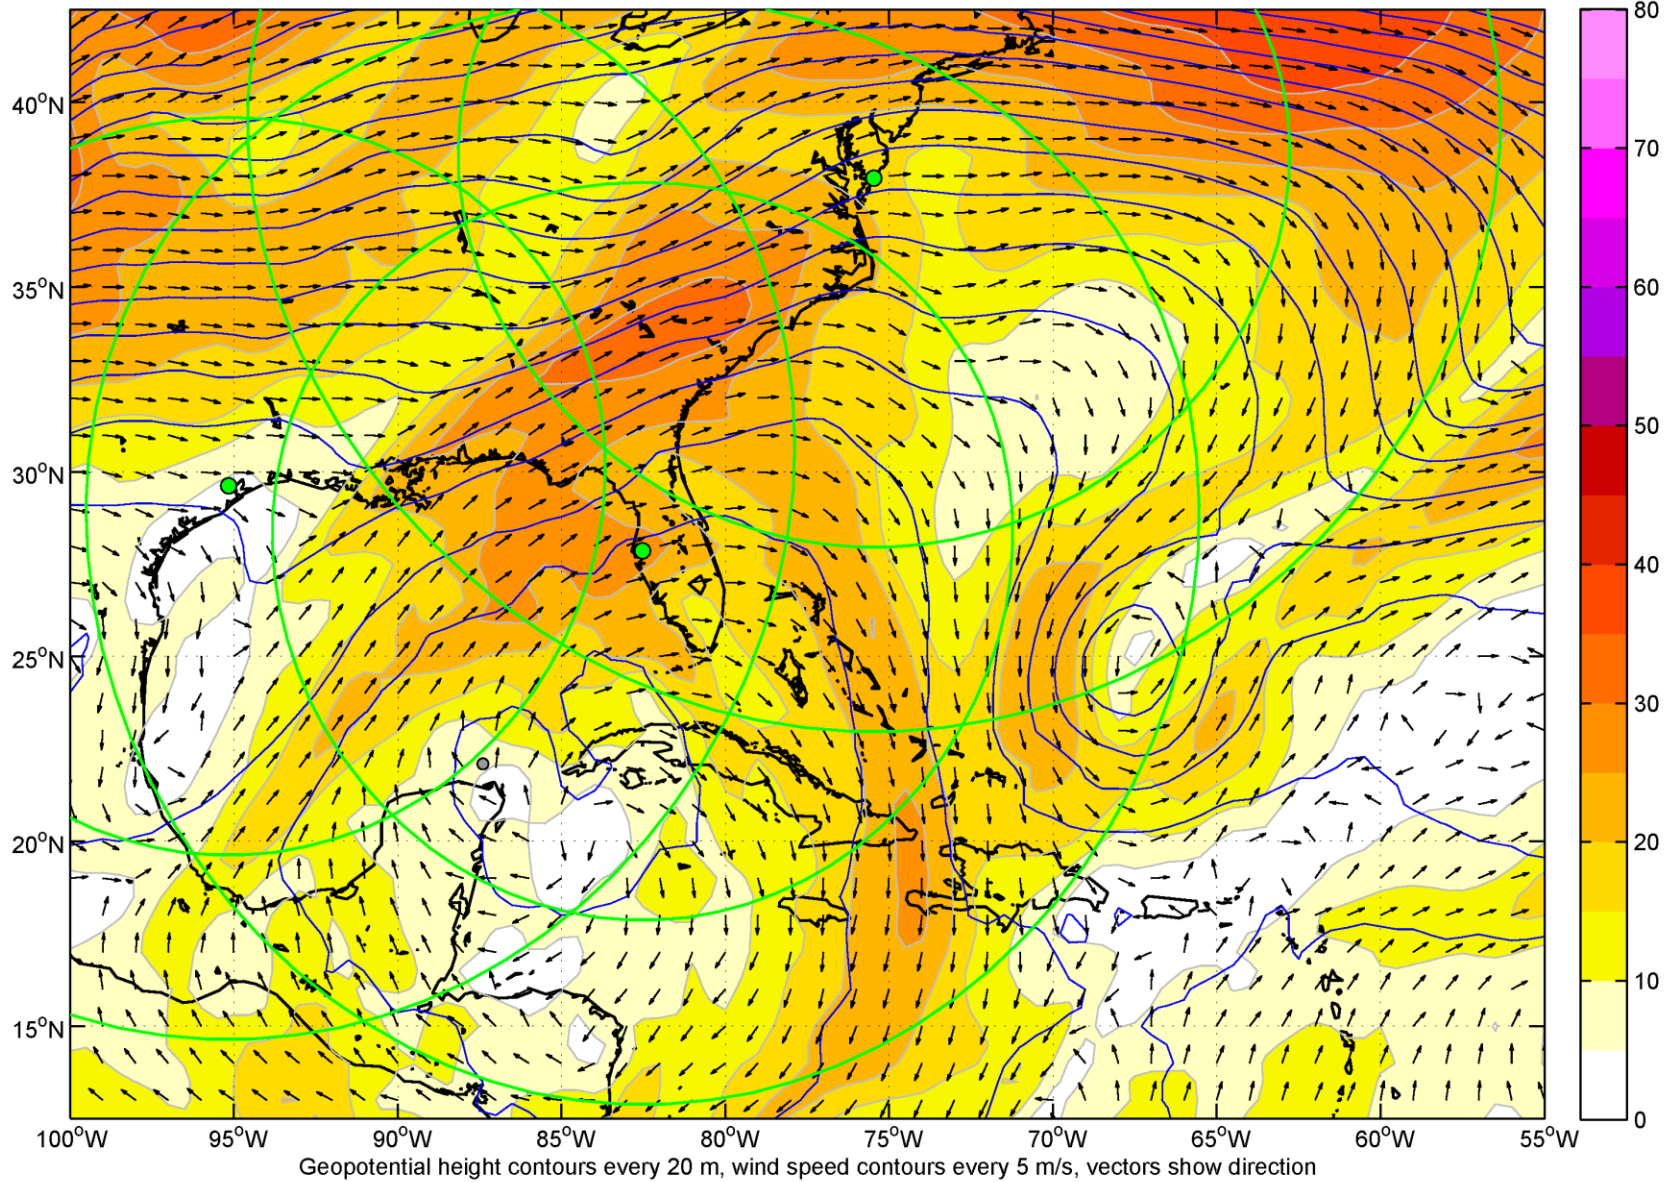 80
70
60
50
40
30
20
10
0
40°N
35°N
30°N
25°N
20°N
15°N
100°W 95°W 90°W 85°W 80°W 75°W 70°W 65°W 60°W 55°W
Geopotential height contours every 20 m, wind speed contours every 5 m/s, vectors show direction